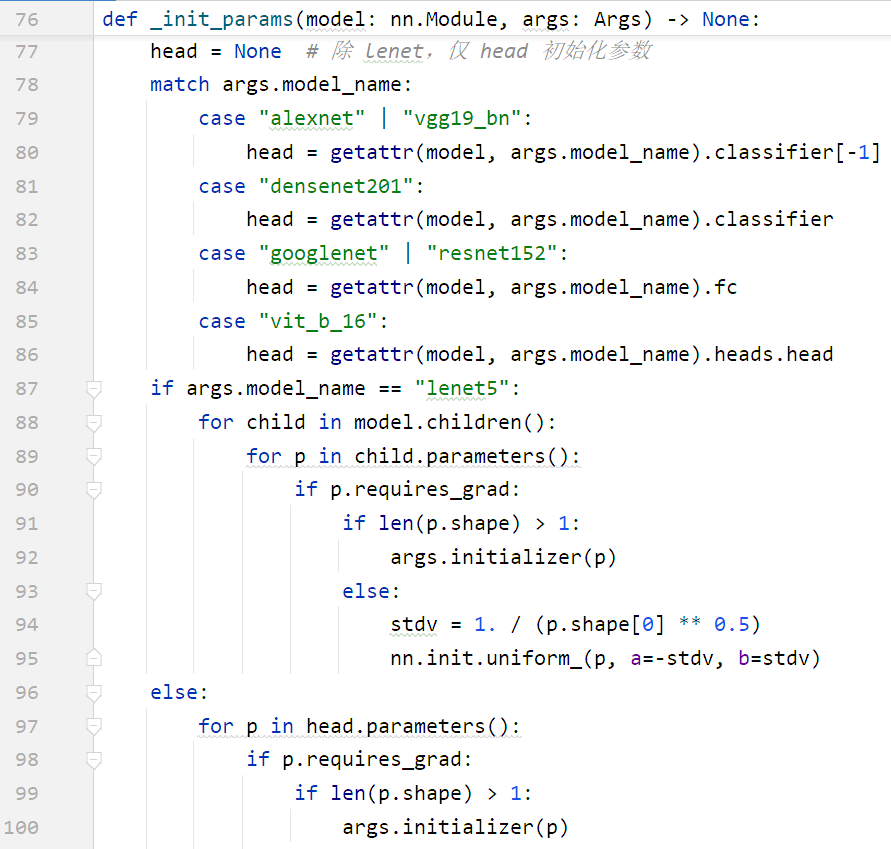 76 def _init_params(model: nn.Module, args: Args) -> None:
77 head = None  # 除 lenet，仅 head 初始化参数
78 match args.model_name:
79 case "alexnet" | "vgg19_bn":
80 head = getattr(model, args.model_name).classifier[-1]
81 case "densenet201":
82 head = getattr(model, args.model_name).classifier
83 case "googlenet" | "resnet152":
84 head = getattr(model, args.model_name).fc
85 case "vit_b_16":
86 head = getattr(model, args.model_name).heads.head
87 if args.model_name == "lenet5":
88 for child in model.children():
89 for p in child.parameters():
90 if p.requires_grad:
91 if len(p.shape) > 1:
92 args.initializer(p)
93 else:
94 stdv = 1. / (p.shape[0] ** 0.5)
95 nn.init.uniform_(p, a=-stdv, b=stdv)
96 else:
97 for p in head.parameters():
98 if p.requires_grad:
99 if len(p.shape) > 1:
100 args.initializer(p)